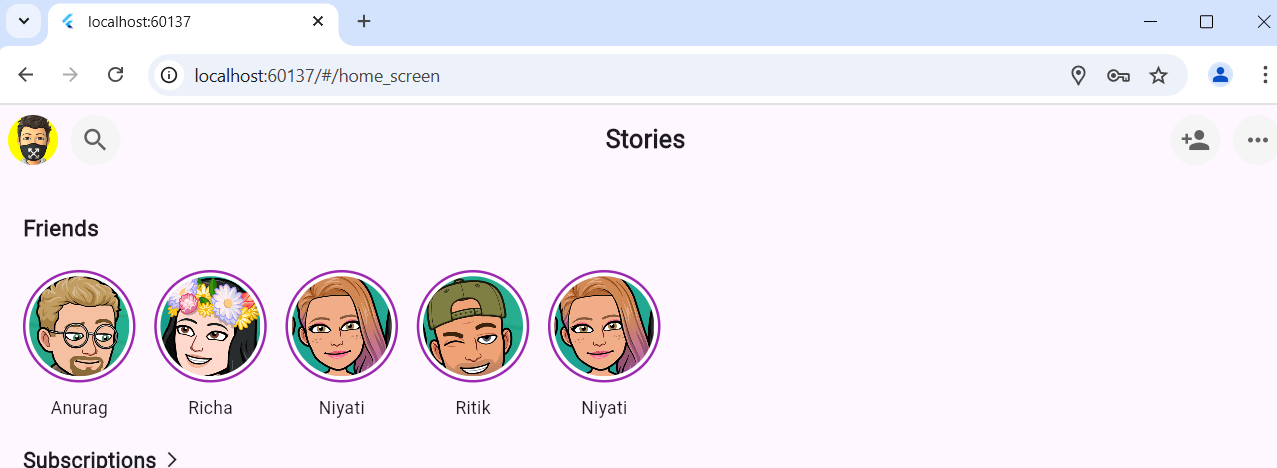 localhost:60137
localhost:60137/#/home_screen
Stories
Friends
Anurag Richa Niyati Ritik Niyati
Subscriptions